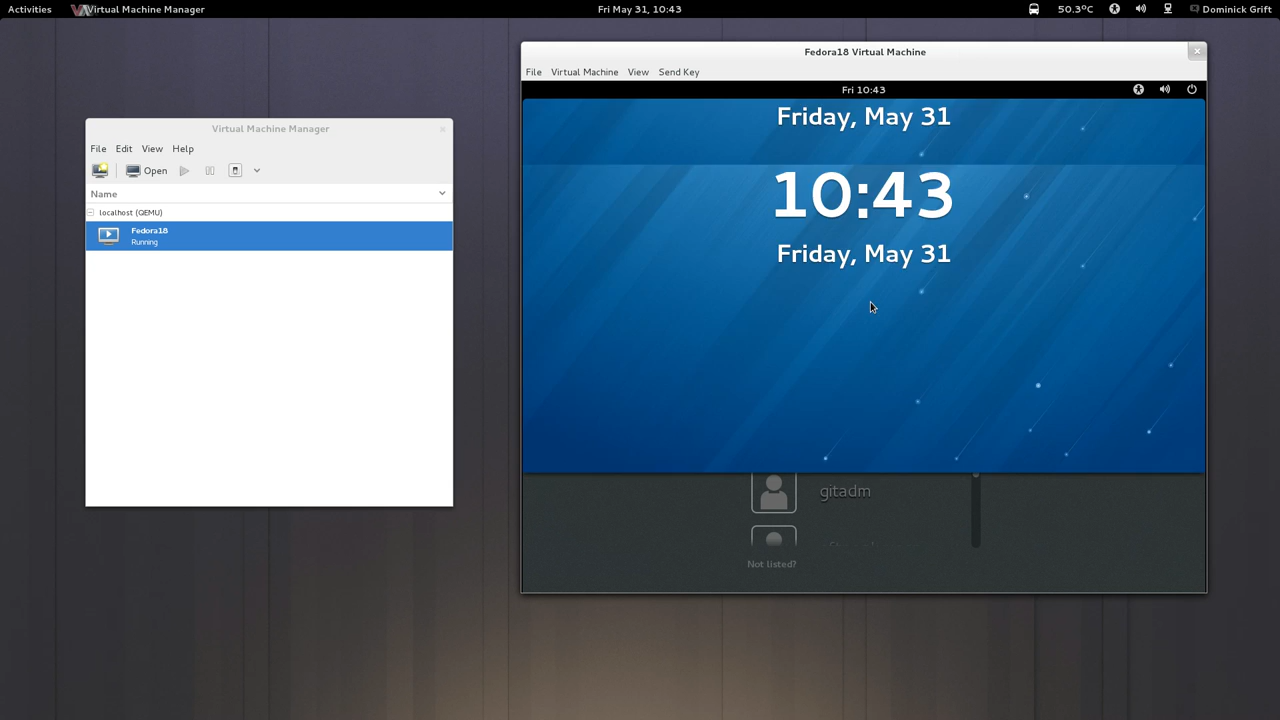 Activities
Virtual Machine Manager
Fri May 31, 10:43
50.3°C
Dominick Grift
Virtual Machine Manager
File Edit View Help
Open
Name
localhost (QEMU)
Fedora18
Running
Fedora18 Virtual Machine
File Virtual Machine View Send Key
Fri 10:43
Friday, May 31
10:43
Friday, May 31
gitadm
Not listed?